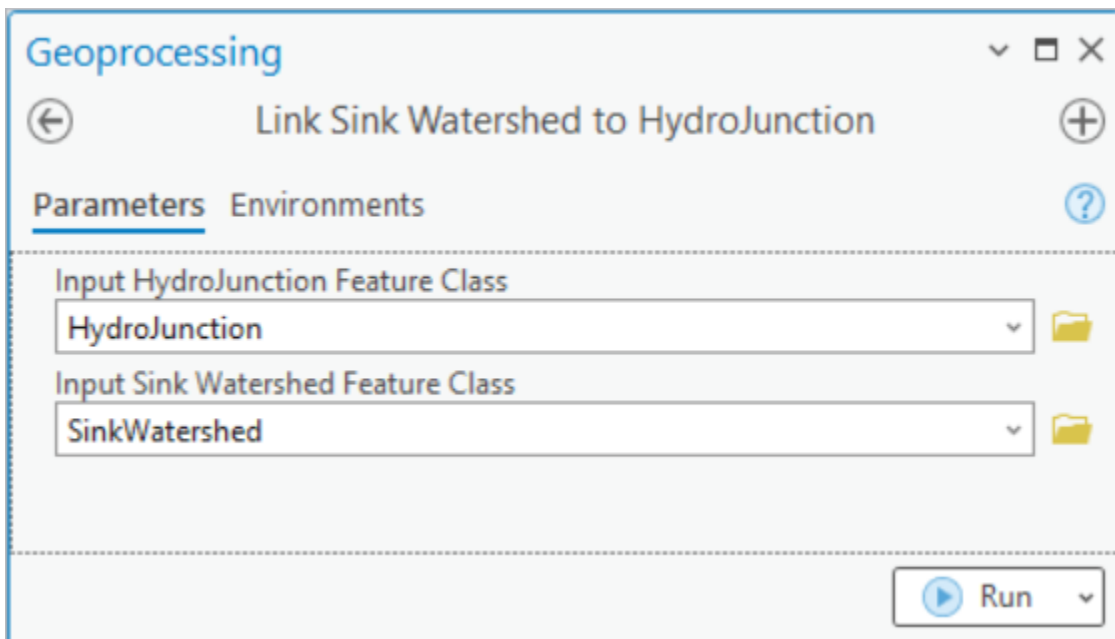 Geoprocessing
Link Sink Watershed to HydroJunction
Parameters Environments
Input HydroJunction Feature Class
HydroJunction
Input Sink Watershed Feature Class
SinkWatershed
Run